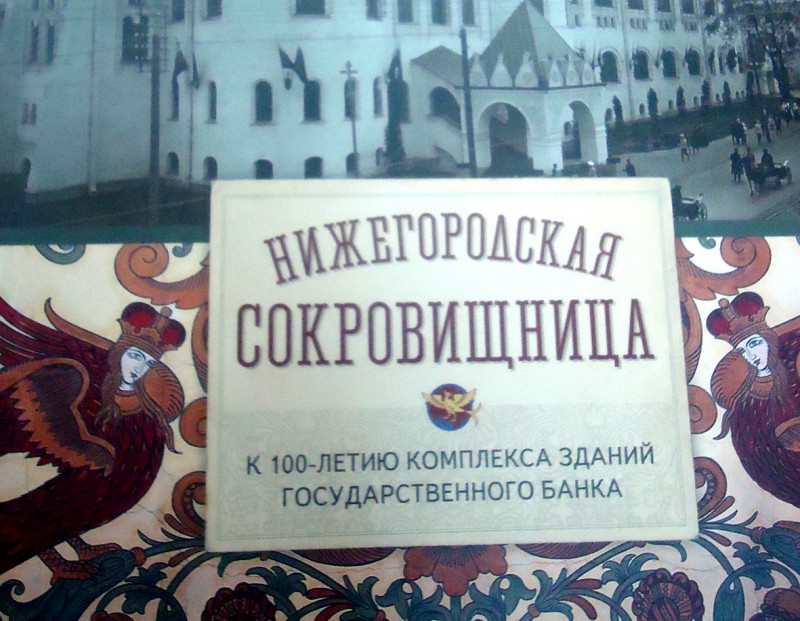 НИЖЕГОРОДСКАЯ
СОКРОВИЩНИЦА
К 100-ЛЕТИЮ КОМПЛЕКСА ЗДАНИЙ
ГОСУДАРСТВЕННОГО БАНКА